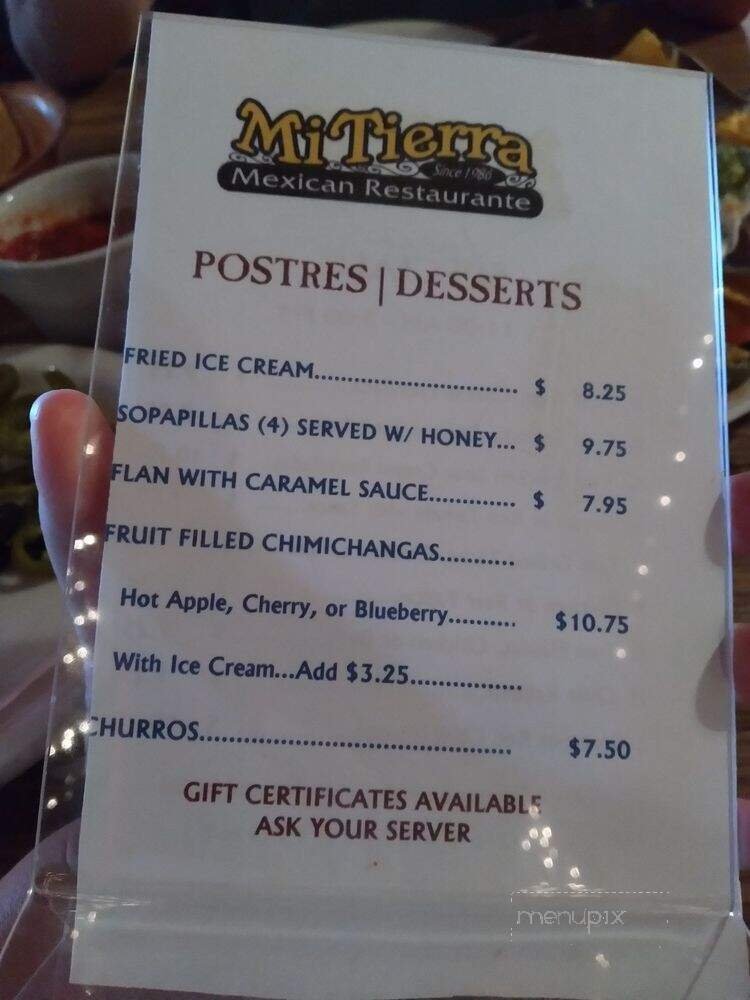 Mi Tierra
Since 1986
Mexican Restaurante
POSTRES | DESSERTS
FRIED ICE CREAM............................... $ 8.25
SOPAPILLAS (4) SERVED W/ HONEY... $ 9.75
FLAN WITH CARAMEL SAUCE............. $ 7.95
FRUIT FILLED CHIMICHANGAS...........
Hot Apple, Cherry, or Blueberry.......... $10.75
With Ice Cream...Add $3.25................
CHURROS............................................. $7.50
GIFT CERTIFICATES AVAILABLE
ASK YOUR SERVER
menupix